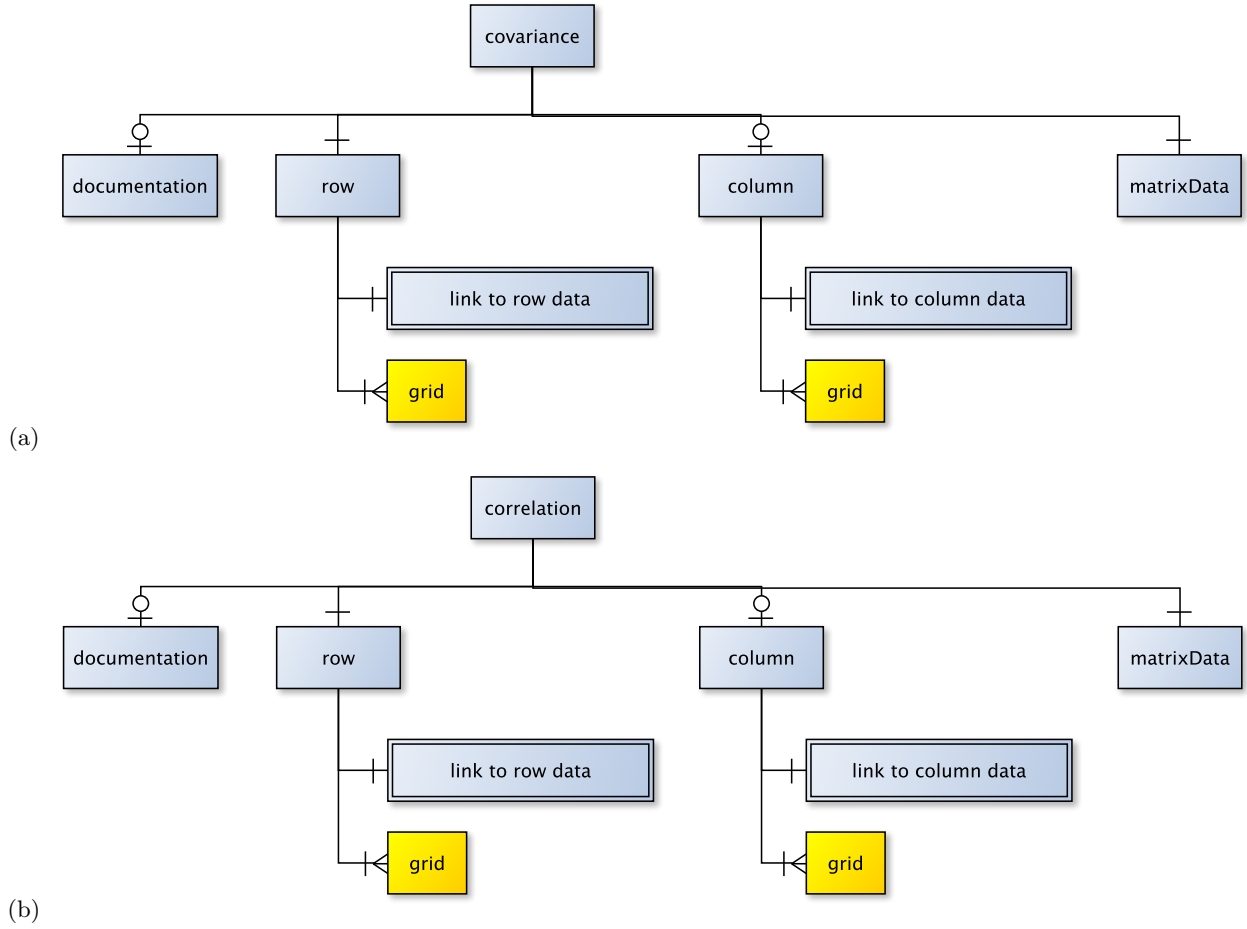 covariance
documentation
row
column
matrixData
link to row data
link to column data
grid
grid
(a)
correlation
documentation
row
column
matrixData
link to row data
link to column data
grid
grid
(b)